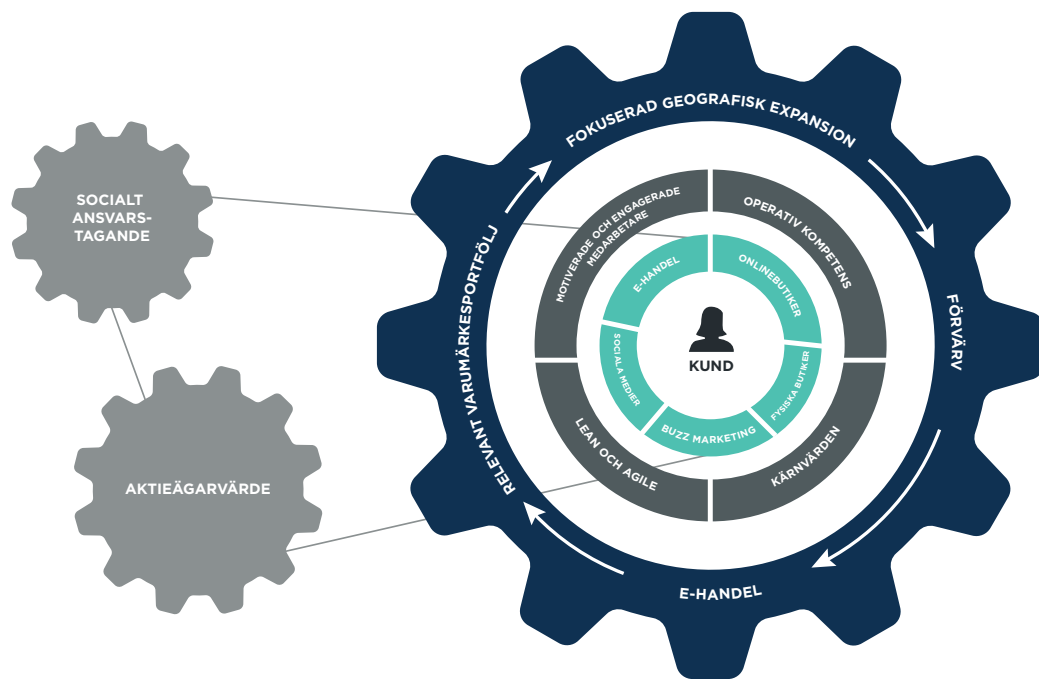 SOCIALT
ANSVARS-
TAGANDE
AKTIEÄGARVÄRDE
FOKUSERAD GEOGRAFISK EXPANSION
FÖRVÄRV
E-HANDEL
RELEVANT VARUMÄRKESPORTFÖLJ
MOTIVERADE OCH ENGAGERADE
MEDARBETARE
OPERATIV KOMPETENS
KÄRNVÄRDEN
LEAN OCH AGILE
E-HANDEL
ONLINEBUTIKER
FYSISKA BUTIKER
BUZZ MARKETING
SOCIALA MEDIER
KUND